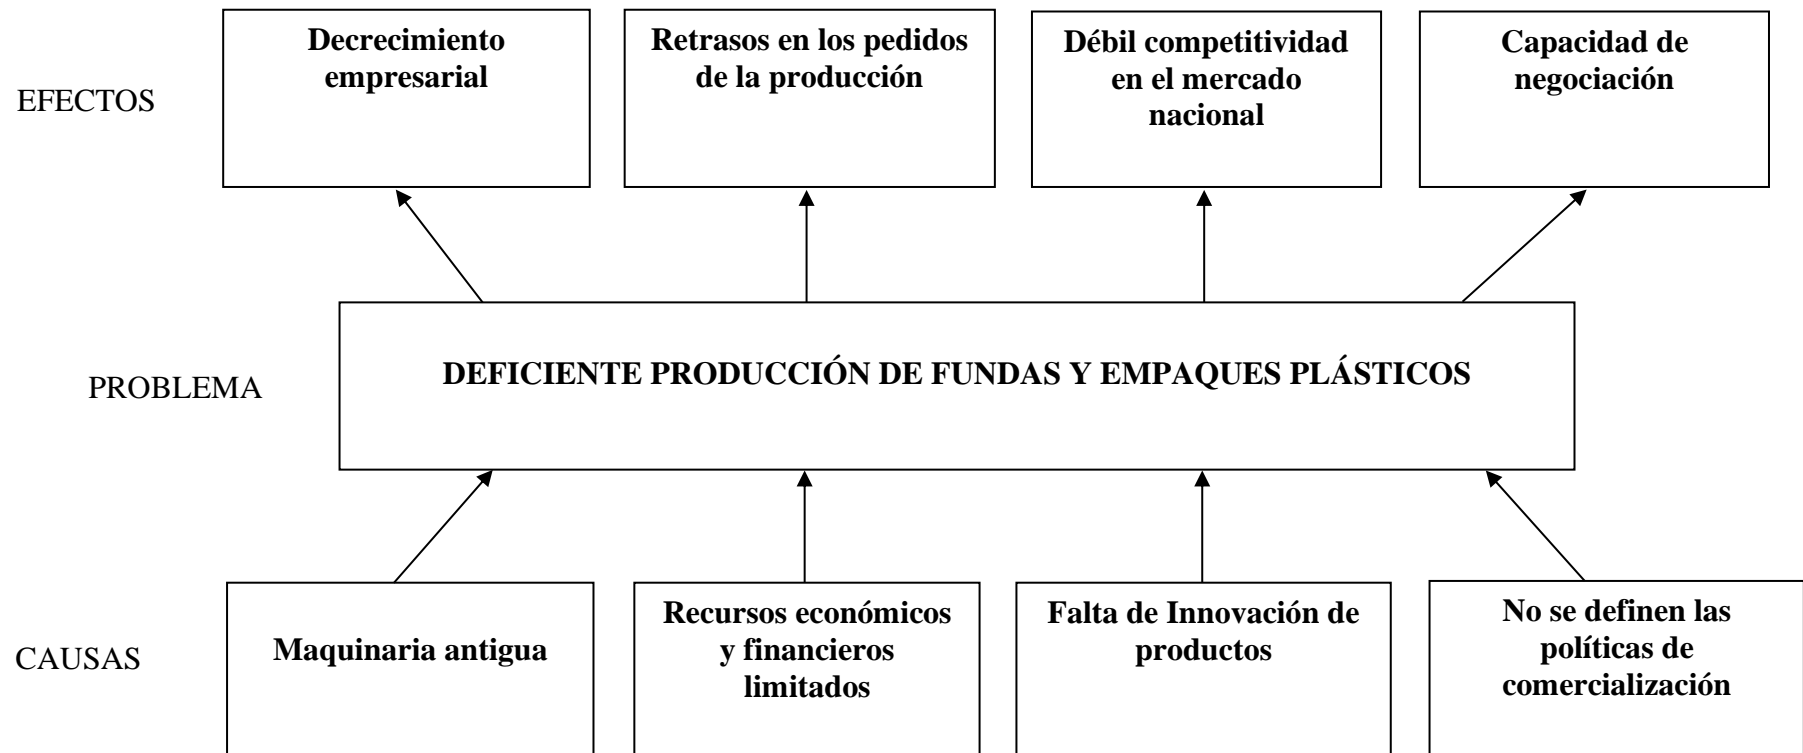 EFECTOS
Decrecimiento
empresarial
Retrasos en los pedidos
de la producción
Débil competitividad
en el mercado
nacional
Capacidad de
negociación
PROBLEMA
DEFICIENTE PRODUCCIÓN DE FUNDAS Y EMPAQUES PLÁSTICOS
CAUSAS
Maquinaria antigua
Recursos económicos
y financieros
limitados
Falta de Innovación de
productos
No se definen las
políticas de
comercialización